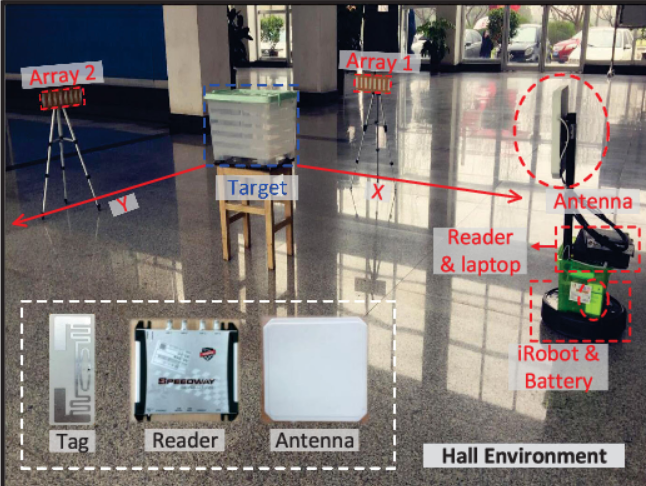 Array 2
Array 1
Target
X
Y
Antenna
Reader
& laptop
iRobot &
Battery
SPEEDWAY
Tag
Reader
Antenna
Hall Environment